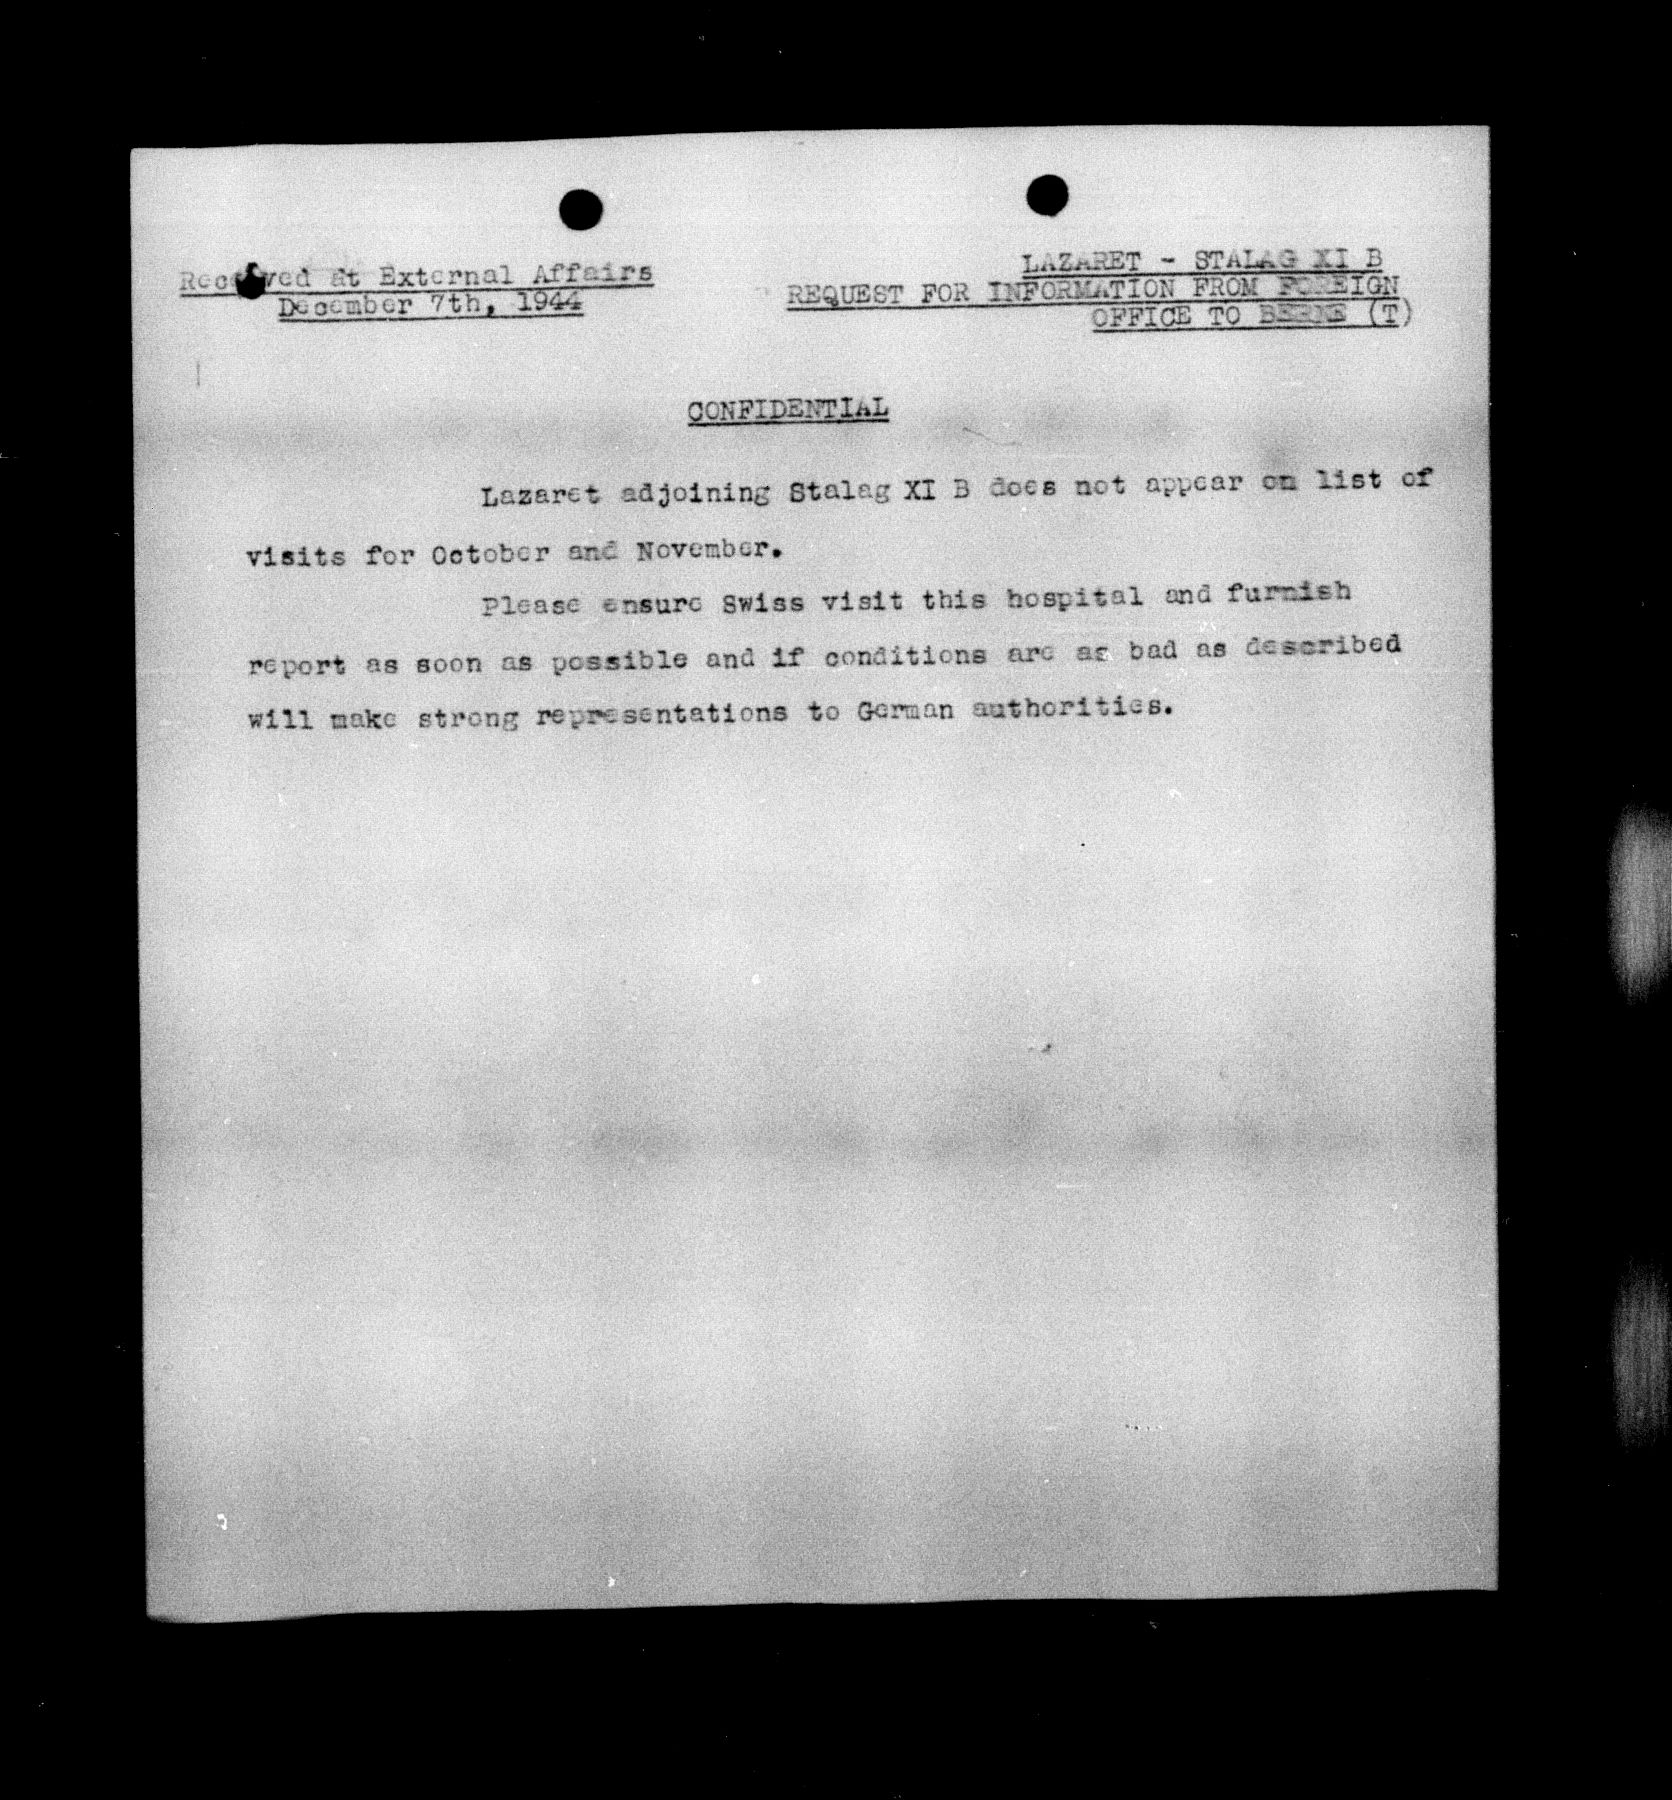 Received at External Affairs
December 7th, 1944
LAZARET - STALAG XI B
REQUEST FOR INFORMATION FROM FOREIGN
OFFICE TO BERNE (T)
CONFIDENTIAL
Lazaret adjoining Stalag XI B does not appear on list of
visits for October and November.
Please ensure Swiss visit this hospital and furnish
report as soon as possible and if conditions are as bad as described
will make strong representations to German authorities.